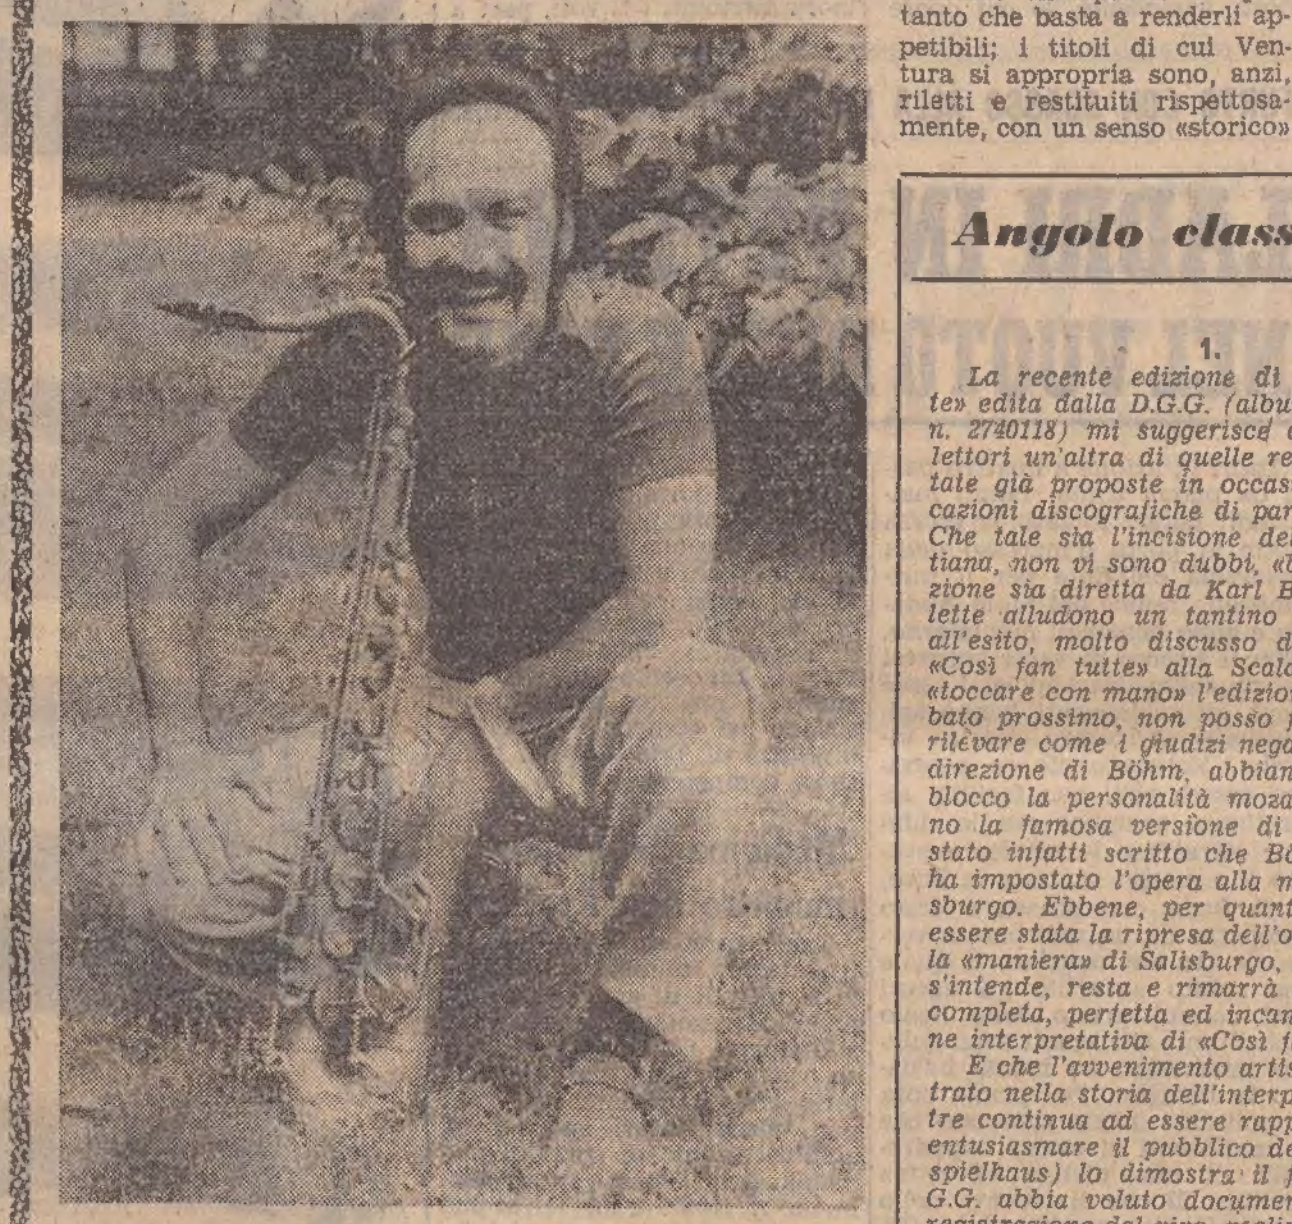 tanto che basta a renderli ap-
petibili; i titoli di cui Ven-
tura si appropria sono, anzi,
riletti e restituiti rispettosa-
mente, con un senso «storico»
Angolo class
1.
La recente edizione di
te» edita dalla D.G.G. (albu
n. 2740118) mi suggerisce
lettori un'altra di quelle re
tate già proposte in occas
cazioni discografiche di par
Che tale sia l'incisione del
tiana, non vi sono dubbi, «b
zione sia diretta da Karl B
lette alludono un tantino
all'esito, molto discusso d
«Così fan tutte» alla Scala
«toccare con mano» l'edizion
bato prossimo, non posso
rilevare come i giudizi nega
direzione di Böhm, abbian
blocco la personalità moza
no la famosa versione di
stato infatti scritto che Bö
ha impostato l'opera alla m
sburgo. Ebbene, per quant
essere stata la ripresa dell'o
la «maniera» di Salisburgo,
s'intende, resta e rimarrà
completa, perfetta ed incan
ne interpretativa di «Così f
E che l'avvenimento artis
trato nella storia dell'interp
tre continua ad essere rapp
entusiasmare il pubblico de
spielhaus) lo dimostra il f
G.G. abbia voluto documen